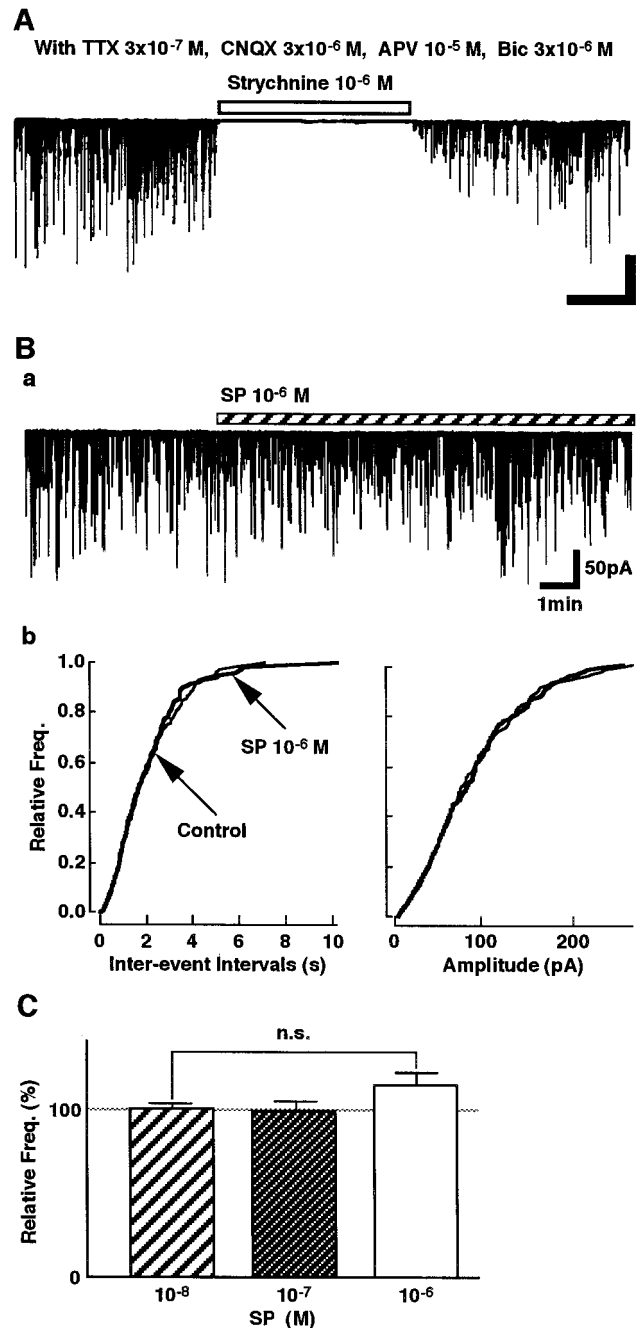 A
With TTX 3x10-7 M, CNQX 3x10-6 M, APV 10-5 M, Bic 3x10-6 M
Strychnine 10-6 M
B
a
SP 10-6 M
50pA
1min
b
1.0
0.8
0.6
0.4
0.2
0.0
Relative Freq.
SP 10-6 M
Control
0 2 4 6 8 10
Inter-event Intervals (s)
0 100 200
Amplitude (pA)
C
n.s.
100
0
Relative Freq. (%)
10-8 10-7 10-6
SP (M)